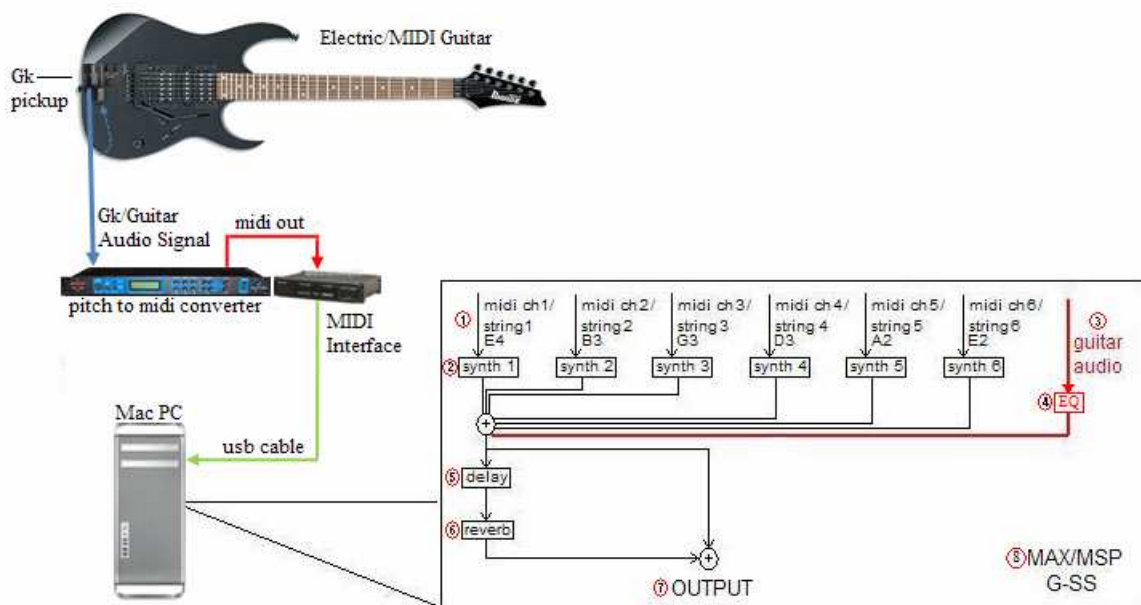 Electric/MIDI Guitar
Gk
pickup
Ibanez
Gk/Guitar
Audio Signal
midi out
pitch to midi converter
MIDI
Interface
Mac PC
usb cable
1
midi ch1/
string1
E4
midi ch2/
string 2
B3
midi ch3/
string 3
G3
midi ch4/
string 4
D3
midi ch5/
string 5
A2
midi ch6/
string6
E2
3
guitar
audio
2
synth 1
synth 2
synth 3
synth 4
synth 5
synth 6
4 EQ
+
5 delay
6 reverb
+
7 OUTPUT
8 MAX/MSP
G-SS